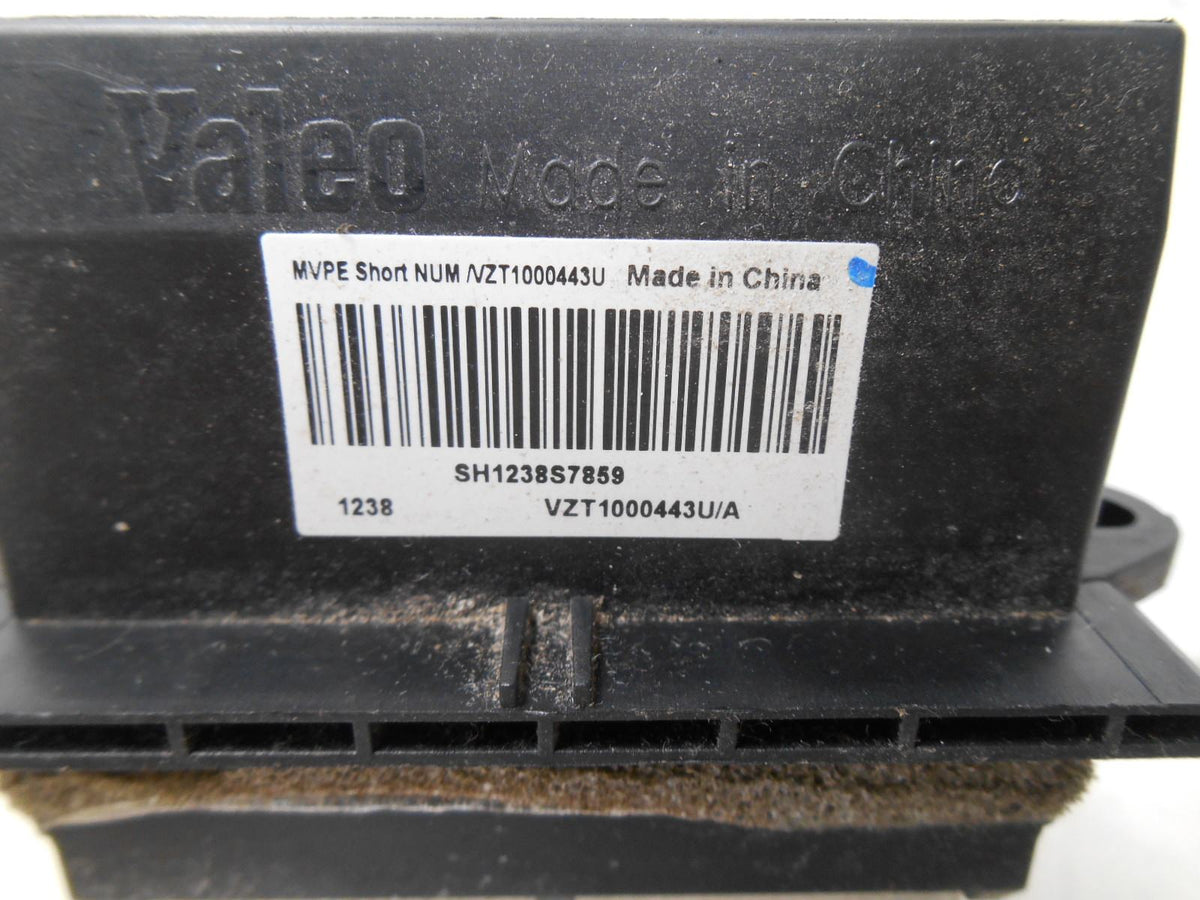 Valeo Made in China
MVPE Short NUM /VZT1000443U Made in China
SH1238S7859
1238 VZT1000443U/A